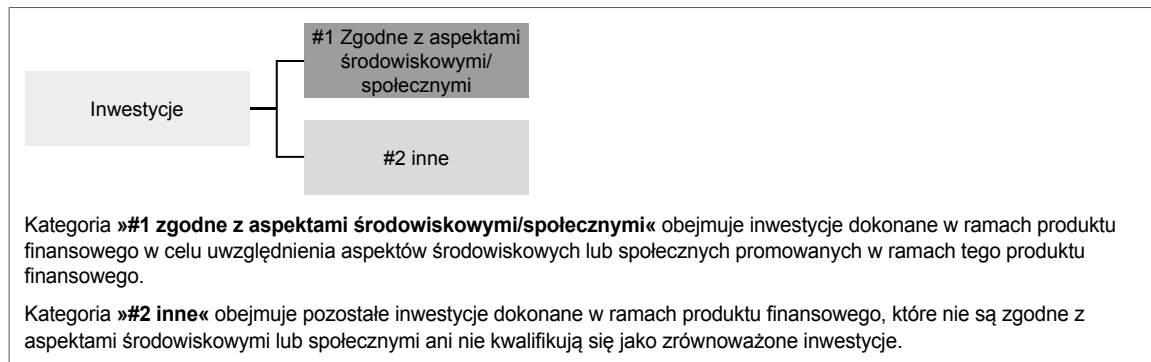 #1 Zgodne z aspektami
środowiskowymi/
społecznymi
Inwestycje
#2 inne
Kategoria »#1 zgodne z aspektami środowiskowymi/społecznymi« obejmuje inwestycje dokonane w ramach produktu
finansowego w celu uwzględnienia aspektów środowiskowych lub społecznych promowanych w ramach tego produktu
finansowego.
Kategoria »#2 inne« obejmuje pozostałe inwestycje dokonane w ramach produktu finansowego, które nie są zgodne z
aspektami środowiskowymi lub społecznymi ani nie kwalifikują się jako zrównoważone inwestycje.